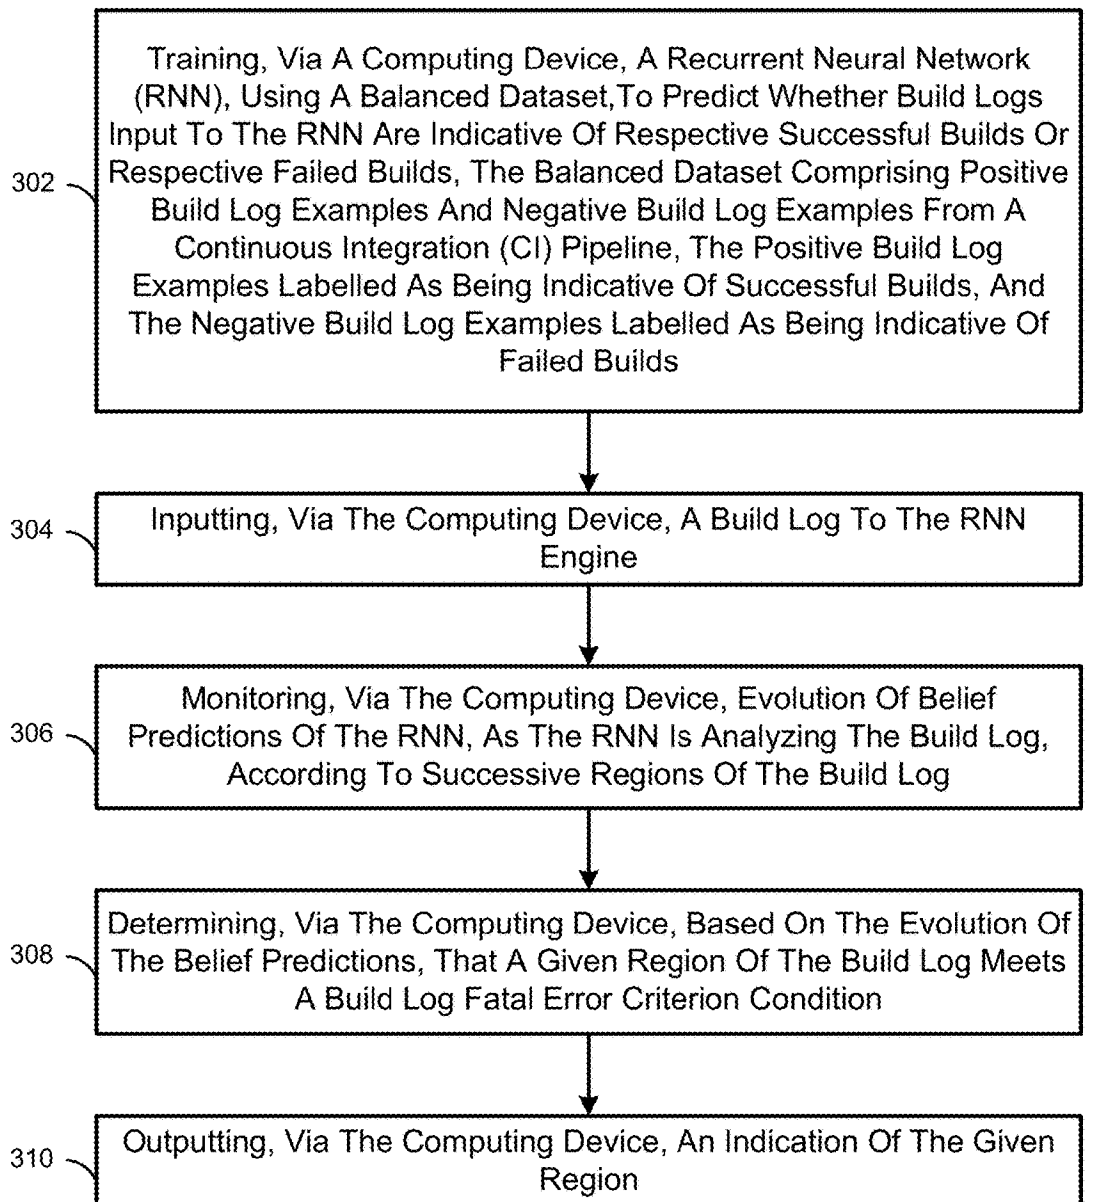 Training, Via A Computing Device, A Recurrent Neural Network
(RNN), Using A Balanced Dataset,To Predict Whether Build Logs
Input To The RNN Are Indicative Of Respective Successful Builds Or
Respective Failed Builds, The Balanced Dataset Comprising Positive
Build Log Examples And Negative Build Log Examples From A
Continuous Integration (CI) Pipeline, The Positive Build Log
Examples Labelled As Being Indicative Of Successful Builds, And
The Negative Build Log Examples Labelled As Being Indicative Of
Failed Builds
302
304
Inputting, Via The Computing Device, A Build Log To The RNN
Engine
306
Monitoring, Via The Computing Device, Evolution Of Belief
Predictions Of The RNN, As The RNN Is Analyzing The Build Log,
According To Successive Regions Of The Build Log
308
Determining, Via The Computing Device, Based On The Evolution Of
The Belief Predictions, That A Given Region Of The Build Log Meets
A Build Log Fatal Error Criterion Condition
310
Outputting, Via The Computing Device, An Indication Of The Given
Region